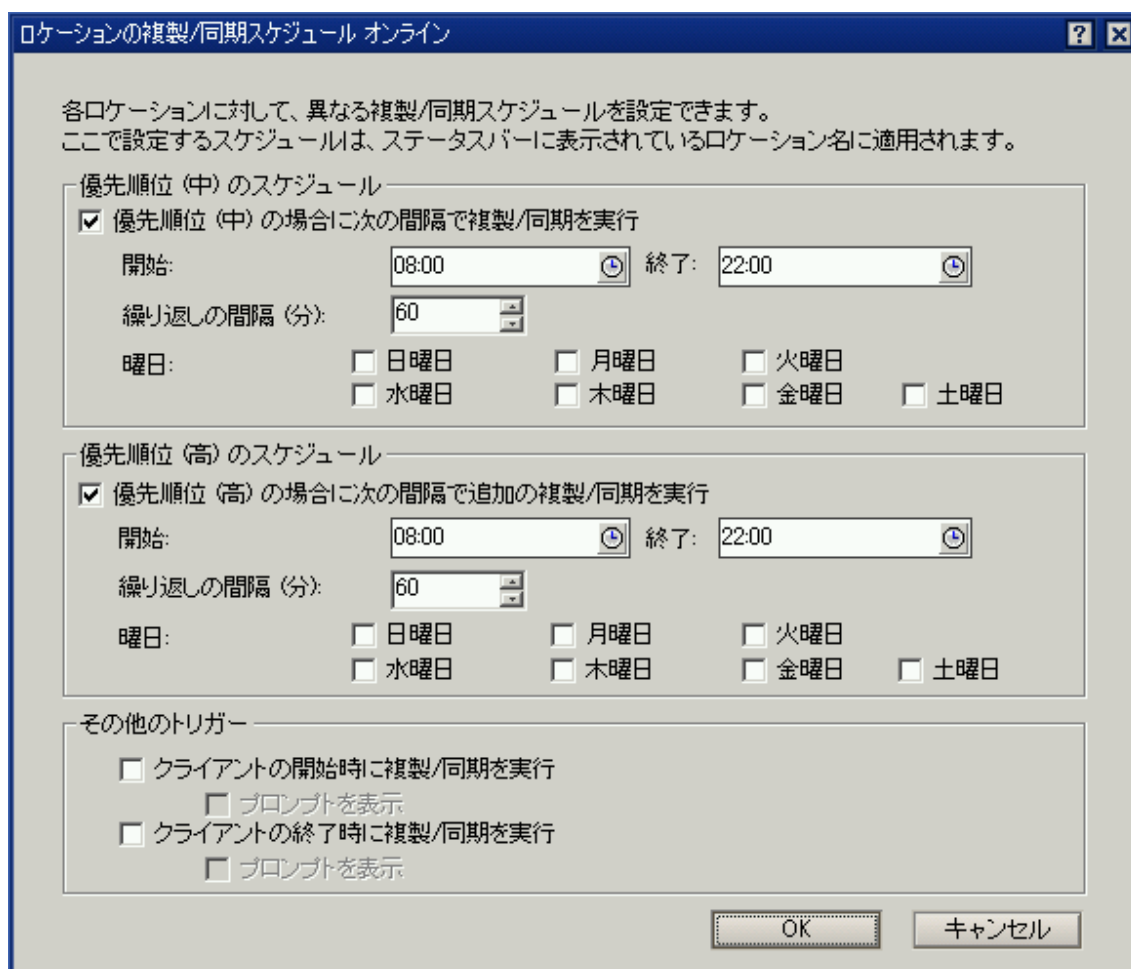 ロケーションの複製/同期スケジュール オンライン
各ロケーションに対して、異なる複製/同期スケジュールを設定できます。
ここで設定するスケジュールは、ステータスバーに表示されているロケーション名に適用されます。
優先順位 (中) のスケジュール
優先順位 (中) の場合に次の間隔で複製/同期を実行
開始: 08:00 終了: 22:00
繰り返しの間隔 (分): 60
曜日: 日曜日 月曜日 火曜日
水曜日 木曜日 金曜日 土曜日
優先順位 (高) のスケジュール
優先順位 (高) の場合に次の間隔で追加の複製/同期を実行
開始: 08:00 終了: 22:00
繰り返しの間隔 (分): 60
曜日: 日曜日 月曜日 火曜日
水曜日 木曜日 金曜日 土曜日
その他のトリガー
クライアントの開始時に複製/同期を実行
プロンプトを表示
クライアントの終了時に複製/同期を実行
プロンプトを表示
OK キャンセル